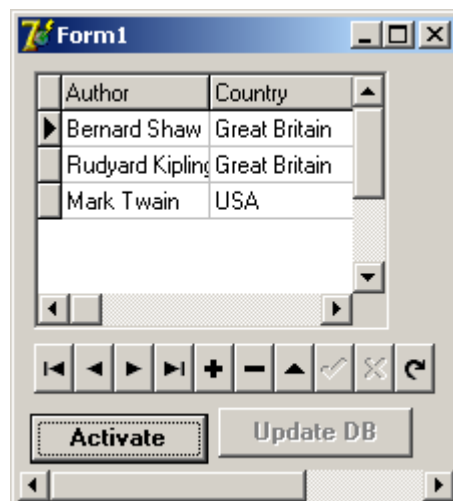 Form1
Author Country
Bernard Shaw Great Britain
Rudyard Kipling Great Britain
Mark Twain USA
Activate Update DB